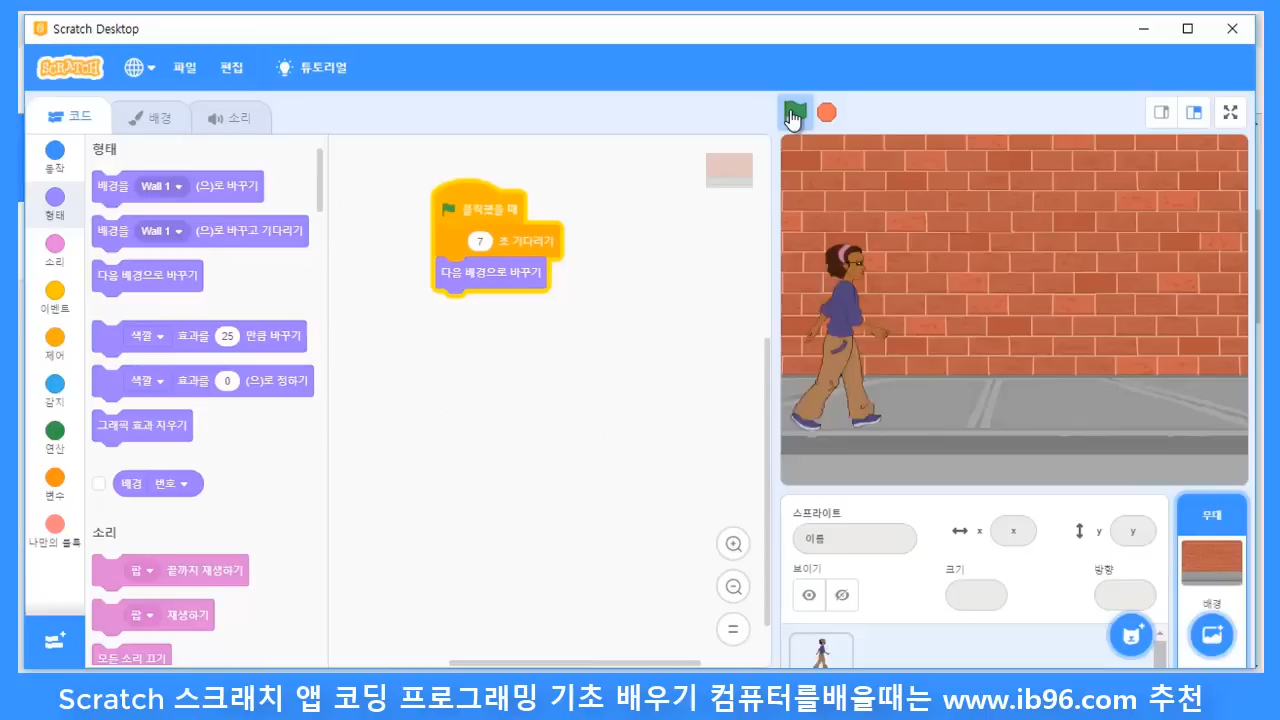 Scratch Desktop
SCRATCH
파일
편집
튜토리얼
코드
배경
소리
동작
형태
소리
이벤트
제어
감지
연산
변수
나만의 블록
형태
배경을 Wall 1 (으)로 바꾸기
배경을 Wall 1 (으)로 바꾸고 기다리기
다음 배경으로 바꾸기
색깔 효과를 25 만큼 바꾸기
색깔 효과를 0 (으)로 정하기
그래픽 효과 지우기
배경 번호
소리
팝 끝까지 재생하기
팝 재생하기
모든 소리 끄기
클릭했을 때
7 초 기다리기
다음 배경으로 바꾸기
스프라이트
이름
x x
y y
보이기
크기
방향
무대
배경
Scratch 스크래치 앱 코딩 프로그래밍 기초 배우기 컴퓨터를배울때는 www.ib96.com 추천